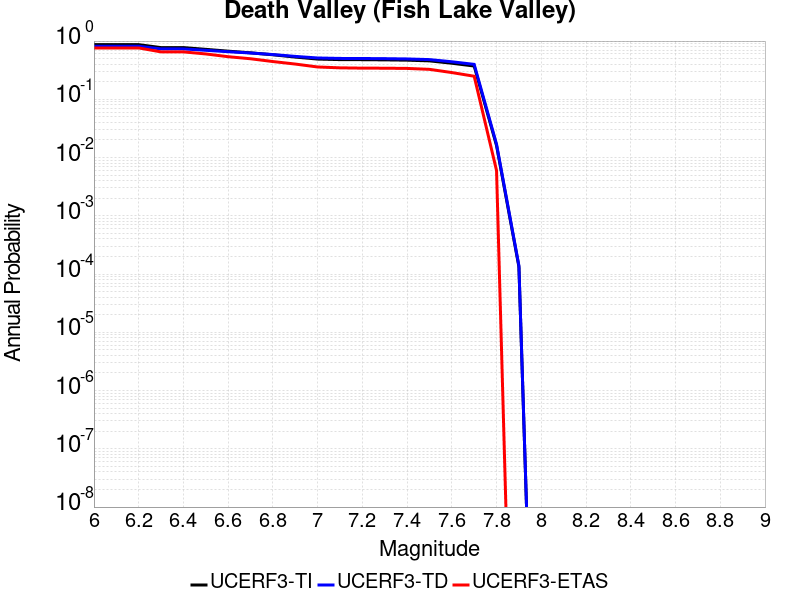 Death Valley (Fish Lake Valley)
10^0
10^-1
10^-2
10^-3
10^-4
10^-5
10^-6
10^-7
10^-8
Annual Probability
6 6.2 6.4 6.6 6.8 7 7.2 7.4 7.6 7.8 8 8.2 8.4 8.6 8.8 9
Magnitude
UCERF3-TI UCERF3-TD UCERF3-ETAS